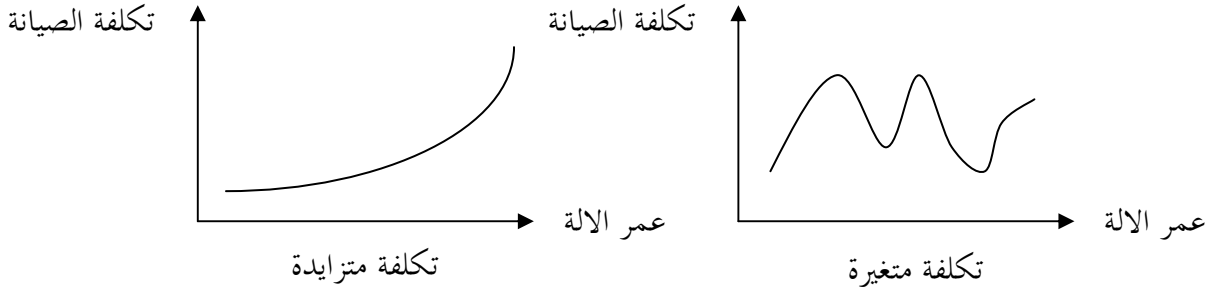 تكلفة الصيانة
تكلفة الصيانة
عمر الالة
عمر الالة
تكلفة متغيرة
تكلفة متزايدة